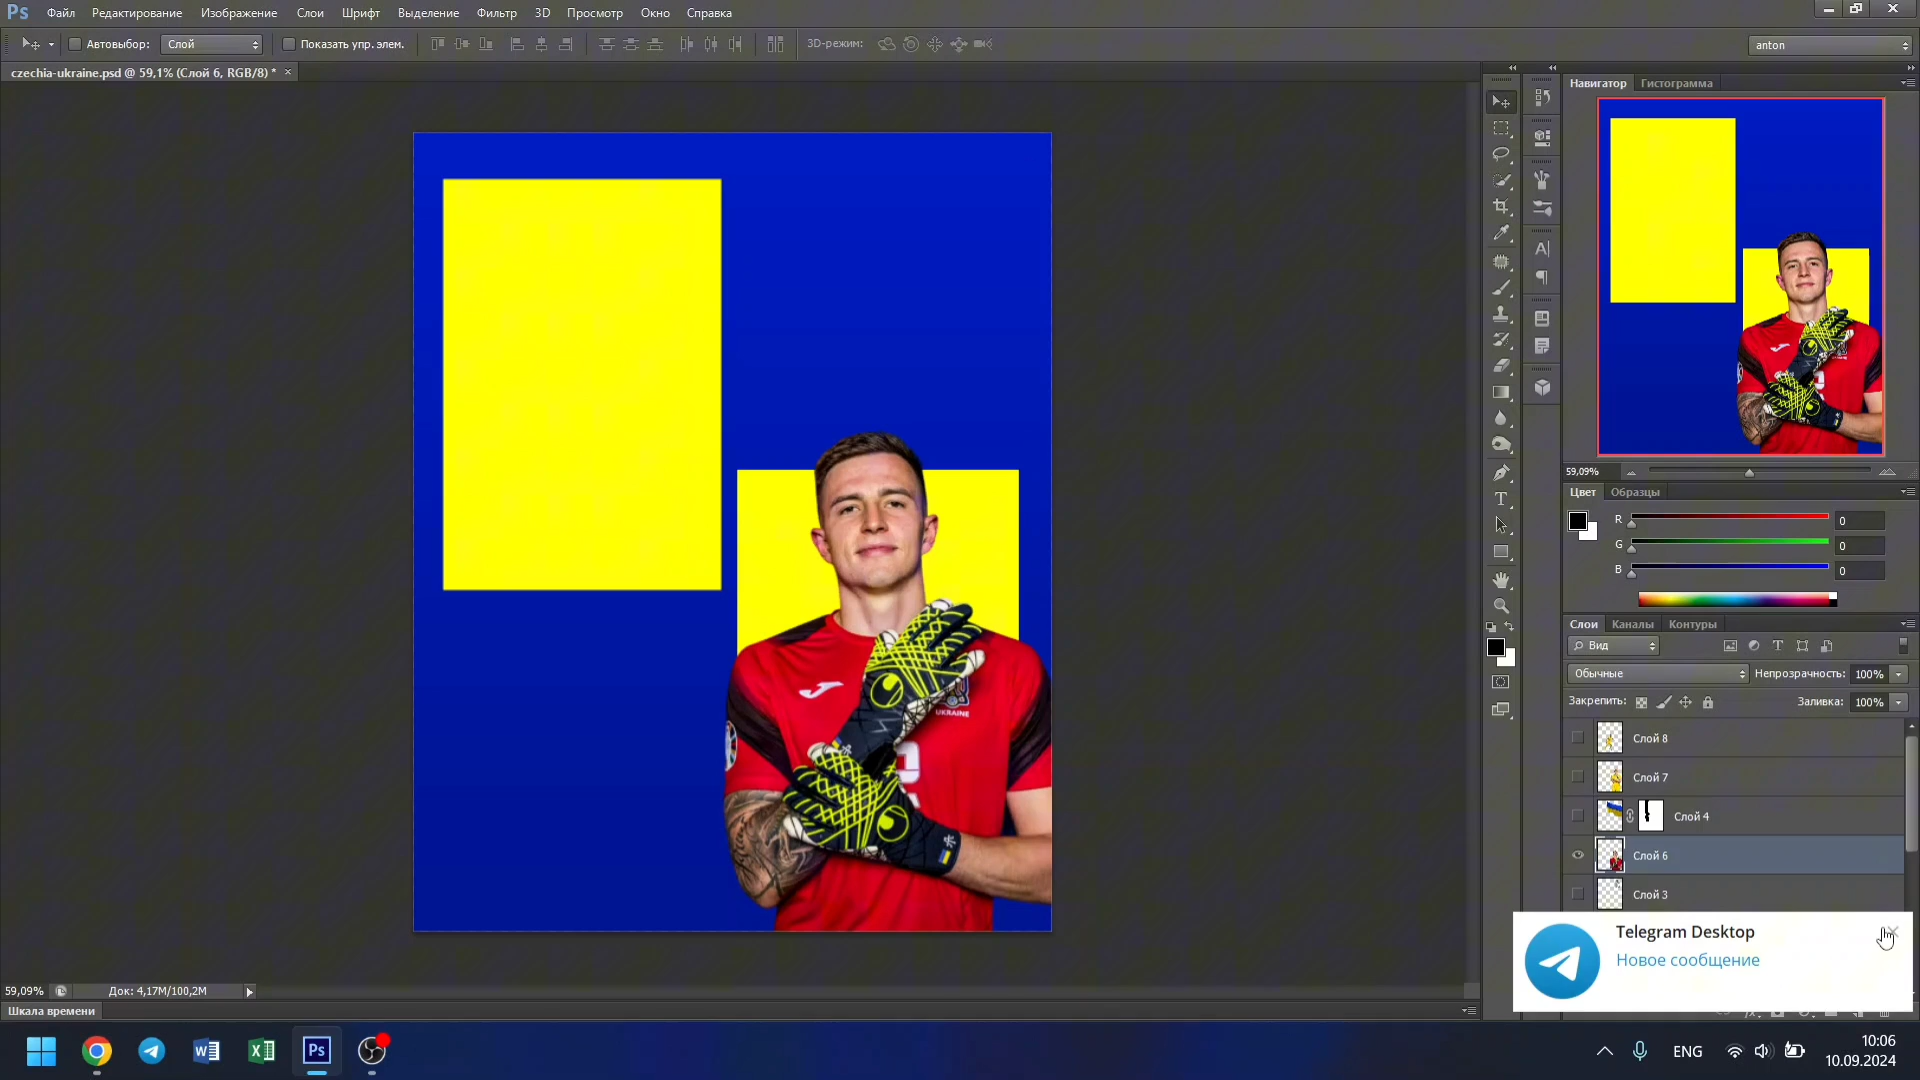 Ps Файл Редактирование Изображение Слои Шрифт Выделение Фильтр 3D Просмотр Окно Справка
Автовыбор: Слой Показать упр. элем. 3D-режим: anton
czechia-ukraine.psd @ 59,1% (Слой 6, RGB/8) *
Навигатор Гистограмма
59,09%
Цвет Образцы
R 0
G 0
B 0
Слои Каналы Контуры
Вид
Обычные Непрозрачность: 100%
Закрепить: Заливка: 100%
Слой 8
Слой 7
Слой 4
Слой 6
Слой 3
UKRAINE
Telegram Desktop
Новое сообщение
59,09% Док: 4,17M/100,2M
Шкала времени
Ps
ENG
10:06
10.09.2024